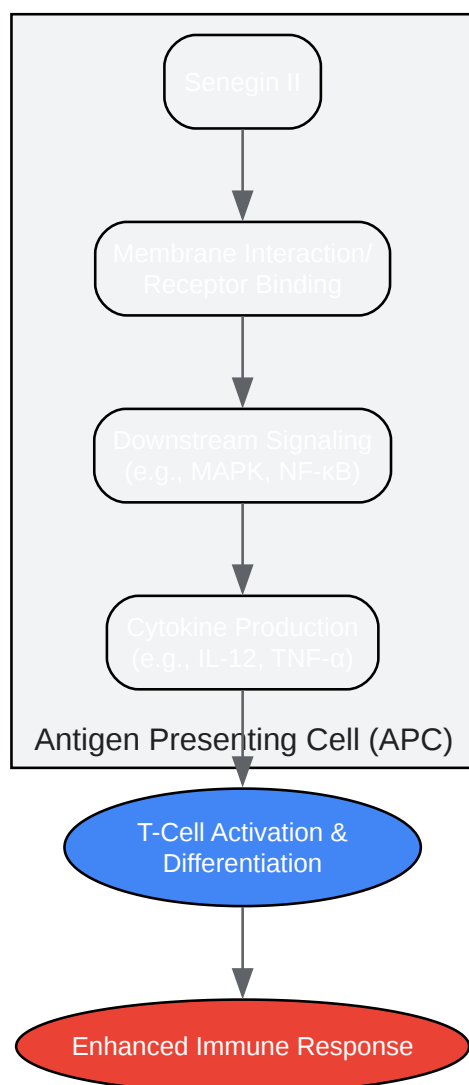 Senegin II
Membrane Interaction/
Receptor Binding
Downstream Signaling
(e.g., MAPK, NF-κB)
Cytokine Production
(e.g., IL-12, TNF-α)
Antigen Presenting Cell (APC)
T-Cell Activation &
Differentiation
Enhanced Immune Response